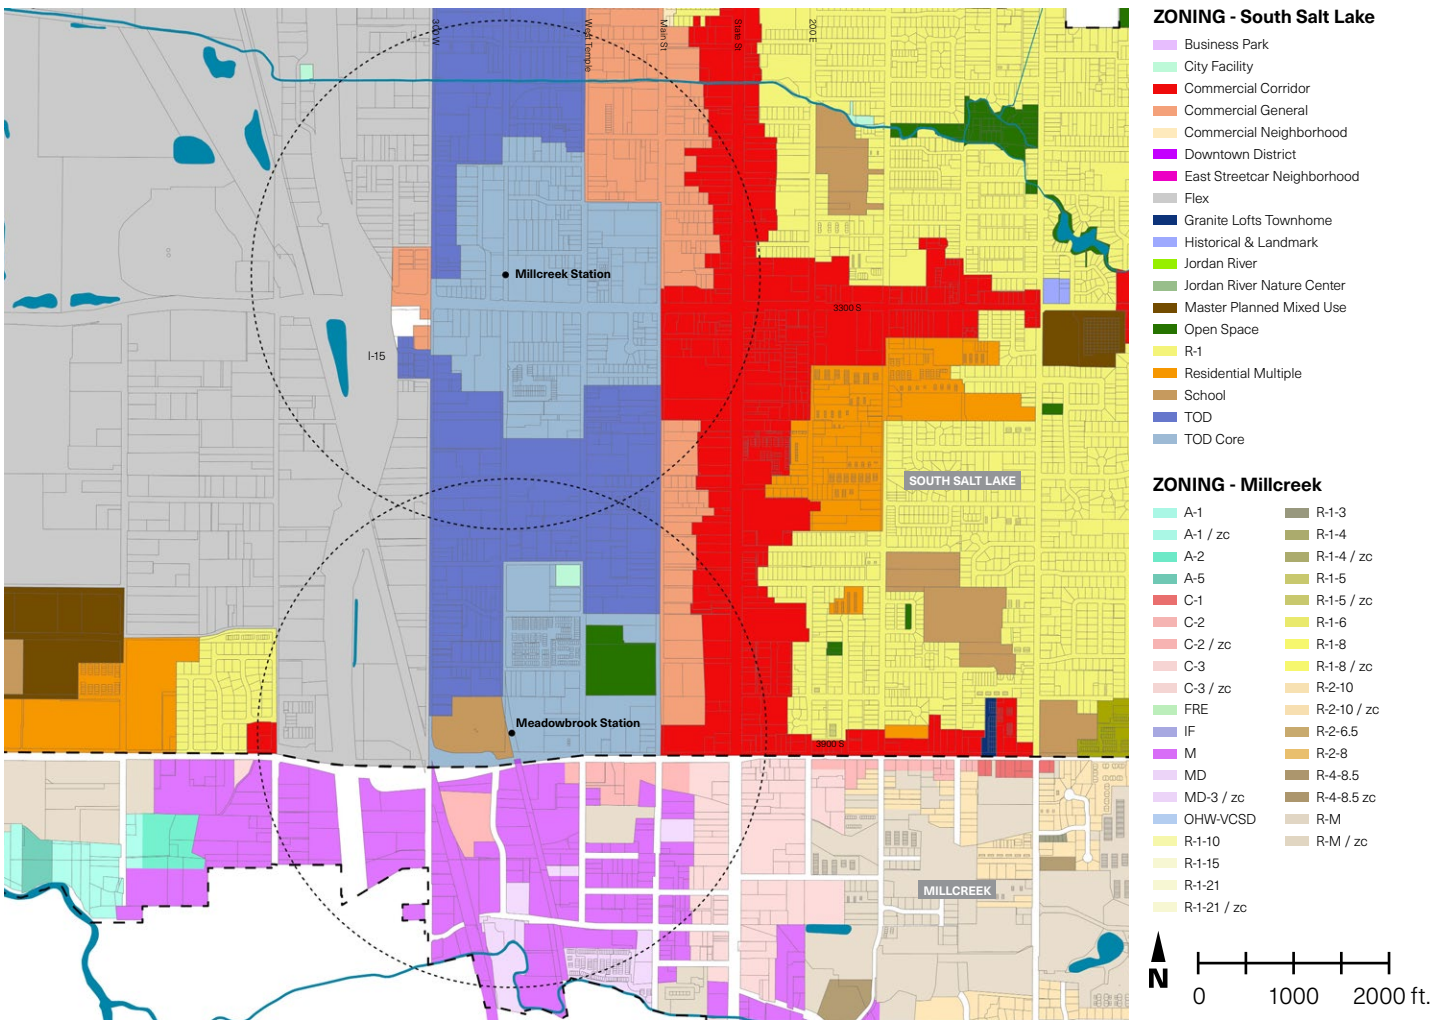 300 W
West Temple
Main St
State St
200 E
Millcreek Station
3300 S
I-15
SOUTH SALT LAKE
Meadowbrook Station
3900 S
MILLCREEK
ZONING - South Salt Lake
Business Park
City Facility
Commercial Corridor
Commercial General
Commercial Neighborhood
Downtown District
East Streetcar Neighborhood
Flex
Granite Lofts Townhome
Historical & Landmark
Jordan River
Jordan River Nature Center
Master Planned Mixed Use
Open Space
R-1
Residential Multiple
School
TOD
TOD Core
ZONING - Millcreek
A-1
A-1 / zc
A-2
A-5
C-1
C-2
C-2 / zc
C-3
C-3 / zc
FRE
IF
M
MD
MD-3 / zc
OHW-VCSD
R-1-10
R-1-15
R-1-21
R-1-21 / zc
R-1-3
R-1-4
R-1-4 / zc
R-1-5
R-1-5 / zc
R-1-6
R-1-8
R-1-8 / zc
R-2-10
R-2-10 / zc
R-2-6.5
R-2-8
R-4-8.5
R-4-8.5 zc
R-M
R-M / zc
N
0 1000 2000 ft.